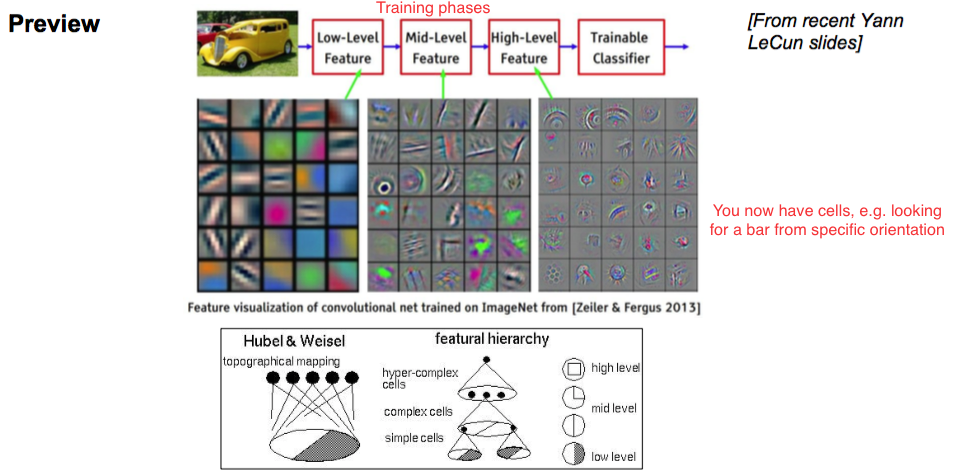 Preview
Training phases
[From recent Yann
LeCun slides]
Low-Level
Feature
Mid-Level
Feature
High-Level
Feature
Trainable
Classifier
You now have cells, e.g. looking
for a bar from specific orientation
Feature visualization of convolutional net trained on ImageNet from [Zeiler & Fergus 2013]
Hubel & Weisel
topographical mapping
featural hierarchy
hyper-complex
cells
complex cells
simple cells
high level
mid level
low level